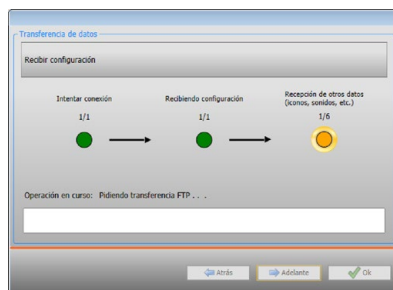 Transferencia de datos
Recibir configuración
Intentar conexión
Recibiendo configuración
Recepción de otros datos
(iconos, sonidos, etc.)
1/1
1/1
1/6
Operación en curso: Pidiendo transferencia FTP . . .
Atrás
Adelante
Ok